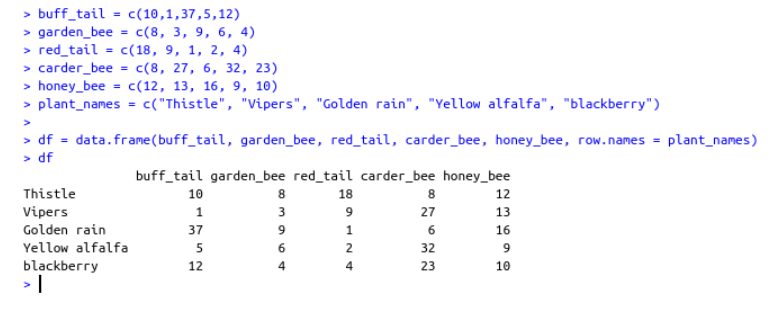 > buff_tail = c(10,1,37,5,12)
> garden_bee = c(8, 3, 9, 6, 4)
> red_tail = c(18, 9, 1, 2, 4)
> carder_bee = c(8, 27, 6, 32, 23)
> honey_bee = c(12, 13, 16, 9, 10)
> plant_names = c("Thistle", "Vipers", "Golden rain", "Yellow alfalfa", "blackberry")
>
> df = data.frame(buff_tail, garden_bee, red_tail, carder_bee, honey_bee, row.names = plant_names)
> df
               buff_tail garden_bee red_tail carder_bee honey_bee
Thistle               10          8       18          8        12
Vipers                 1          3        9         27        13
Golden rain           37          9        1          6        16
Yellow alfalfa         5          6        2         32         9
blackberry            12          4        4         23        10
>